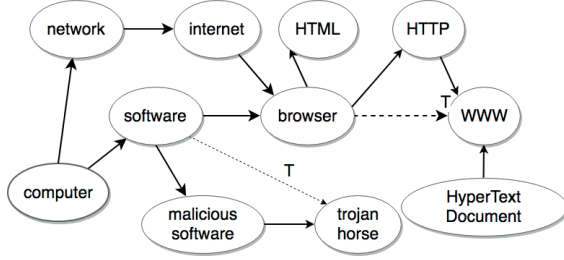 network
internet
HTML
HTTP
software
browser
T
WWW
T
computer
malicious
software
trojan
horse
HyperText
Document